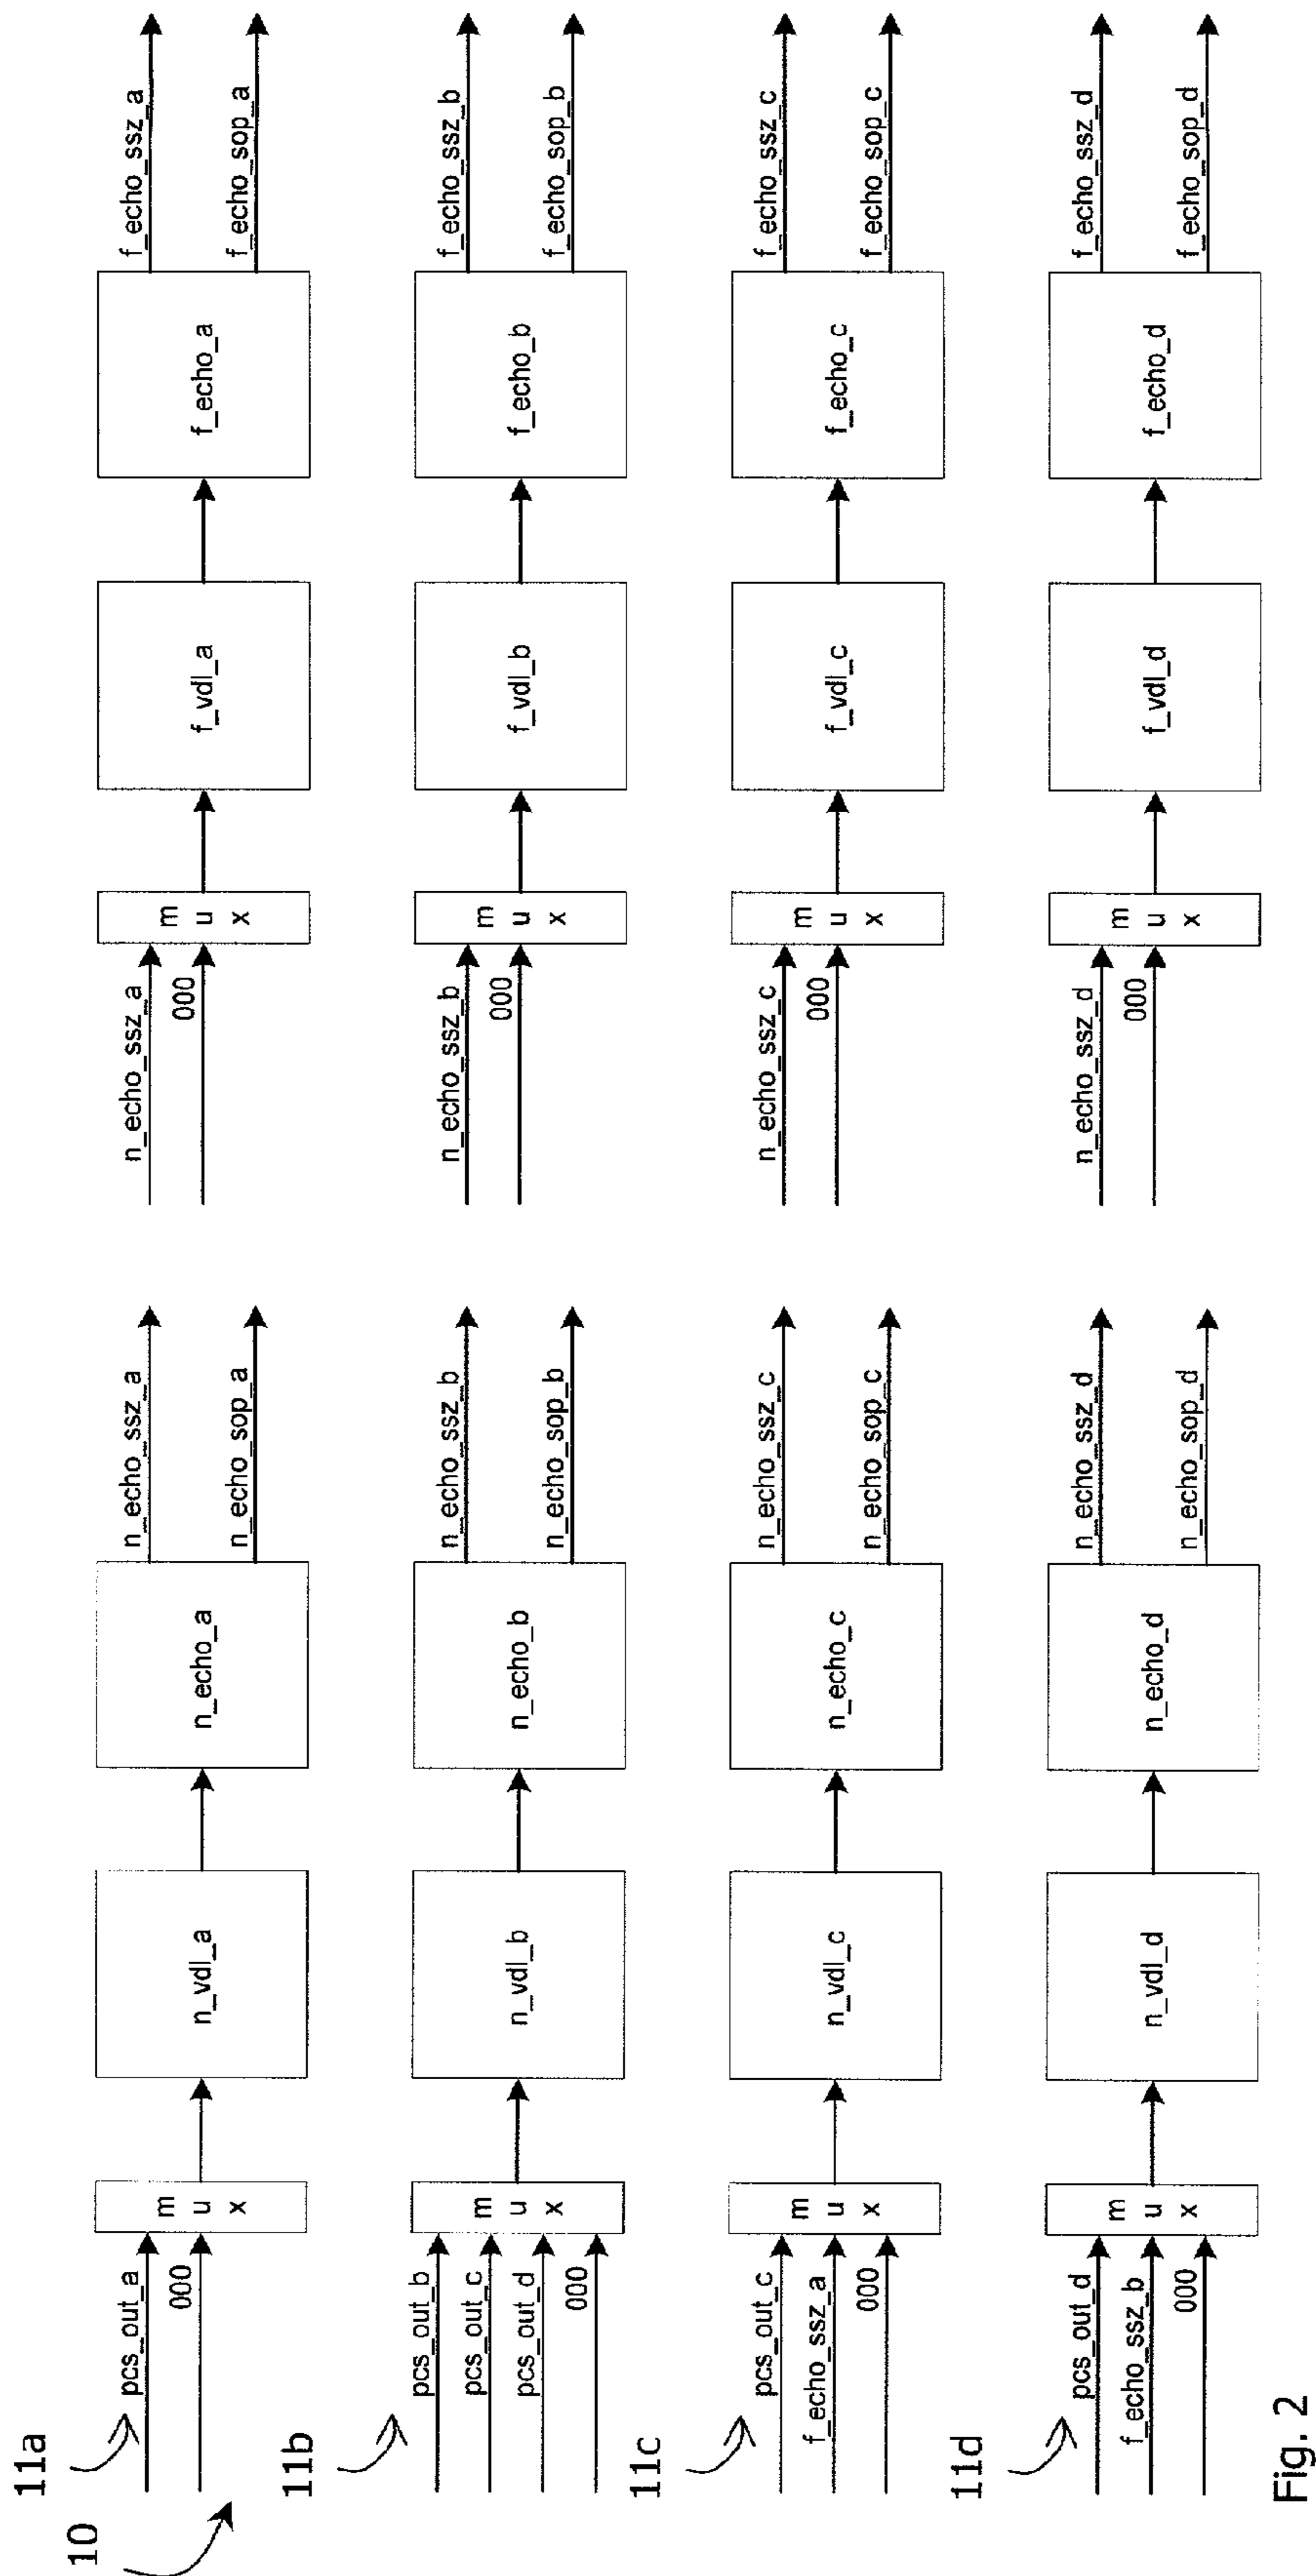 11a
10
pcs_out_a
000
m
u
x
n_vdl_a
n_echo_a
n_echo_ssz_a
n_echo_sop_a
n_echo_ssz_a
000
m
u
x
f_vdl_a
f_echo_a
f_echo_ssz_a
f_echo_sop_a
11b
pcs_out_b
pcs_out_c
pcs_out_d
000
m
u
x
n_vdl_b
n_echo_b
n_echo_ssz_b
n_echo_sop_b
n_echo_ssz_b
000
m
u
x
f_vdl_b
f_echo_b
f_echo_ssz_b
f_echo_sop_b
11c
pcs_out_c
f_echo_ssz_a
000
m
u
x
n_vdl_c
n_echo_c
n_echo_ssz_c
n_echo_sop_c
n_echo_ssz_c
000
m
u
x
f_vdl_c
f_echo_c
f_echo_ssz_c
f_echo_sop_c
11d
pcs_out_d
f_echo_ssz_b
000
m
u
x
n_vdl_d
n_echo_d
n_echo_ssz_d
n_echo_sop_d
n_echo_ssz_d
000
m
u
x
f_vdl_d
f_echo_d
f_echo_ssz_d
f_echo_sop_d
Fig. 2